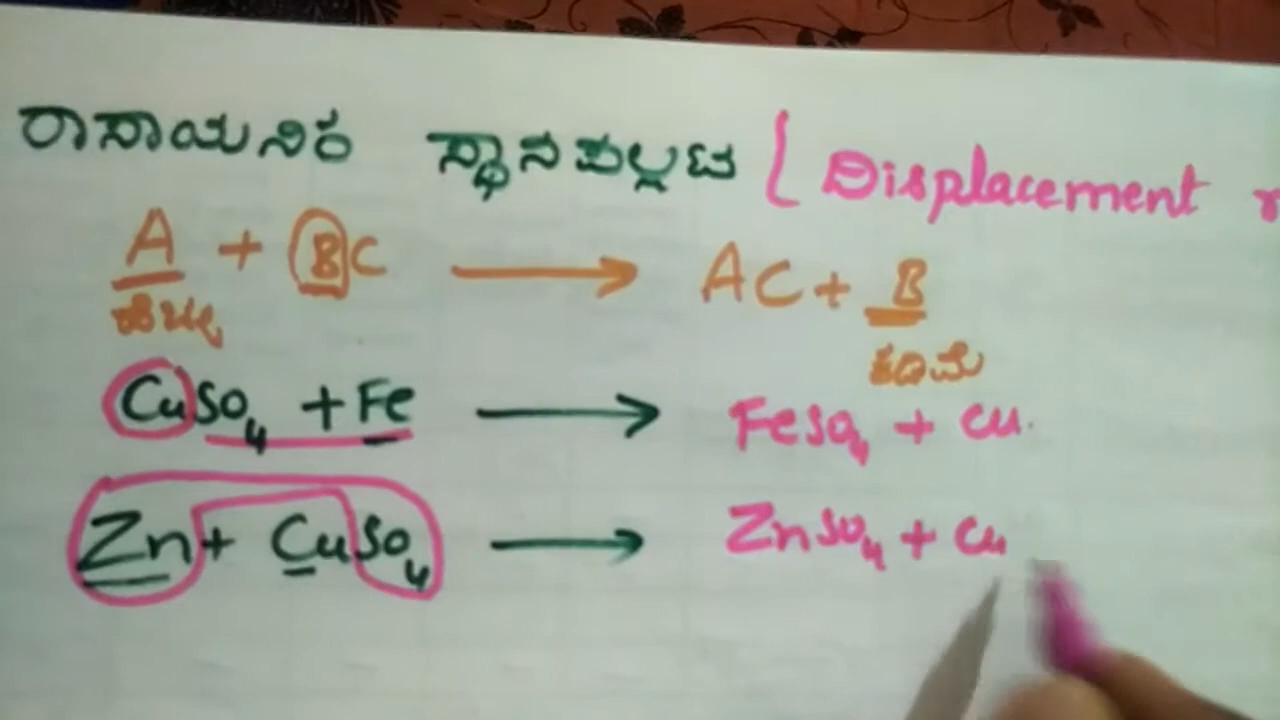 ರಾಸಾಯನಿಕ ಸ್ಥಾನಪಲ್ಲಟ ( Displacement r
A + BC → AC + B
ಹೆಚ್ಚು ಕಡಿಮೆ
CuSO4 + Fe → FeSO4 + Cu.
Zn + CuSO4 → ZnSO4 + Cu